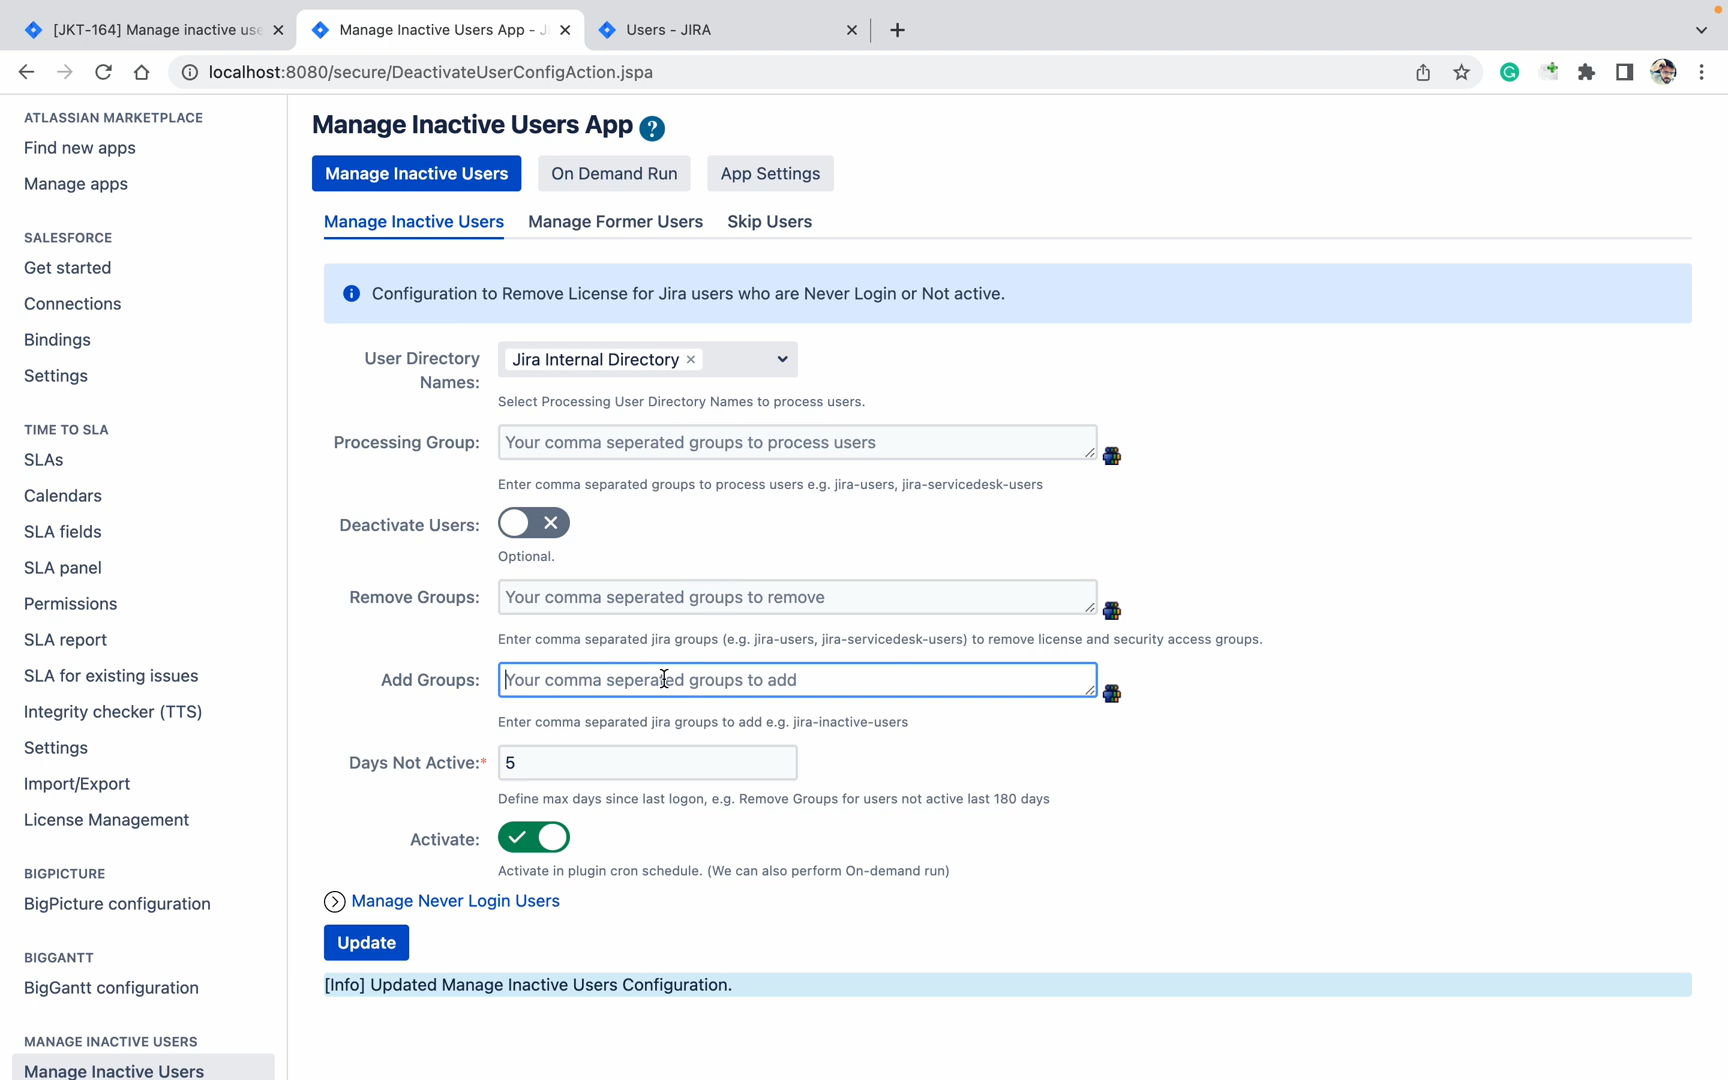 [JKT-164] Manage inactive use
Manage Inactive Users App - JI
Users - JIRA
localhost:8080/secure/DeactivateUserConfigAction.jspa
ATLASSIAN MARKETPLACE
Find new apps
Manage apps
SALESFORCE
Get started
Connections
Bindings
Settings
TIME TO SLA
SLAs
Calendars
SLA fields
SLA panel
Permissions
SLA report
SLA for existing issues
Integrity checker (TTS)
Settings
Import/Export
License Management
BIGPICTURE
BigPicture configuration
BIGGANTT
BigGantt configuration
MANAGE INACTIVE USERS
Manage Inactive Users
Manage Inactive Users App ?
Manage Inactive Users
On Demand Run
App Settings
Manage Inactive Users
Manage Former Users
Skip Users
Configuration to Remove License for Jira users who are Never Login or Not active.
User Directory
Names:
Jira Internal Directory
Select Processing User Directory Names to process users.
Processing Group:
Your comma seperated groups to process users
Enter comma separated groups to process users e.g. jira-users, jira-servicedesk-users
Deactivate Users:
Optional.
Remove Groups:
Your comma seperated groups to remove
Enter comma separated jira groups (e.g. jira-users, jira-servicedesk-users) to remove license and security access groups.
Add Groups:
Your comma seperated groups to add
Enter comma separated jira groups to add e.g. jira-inactive-users
Days Not Active:*
5
Define max days since last logon, e.g. Remove Groups for users not active last 180 days
Activate:
Activate in plugin cron schedule. (We can also perform On-demand run)
Manage Never Login Users
Update
[Info] Updated Manage Inactive Users Configuration.